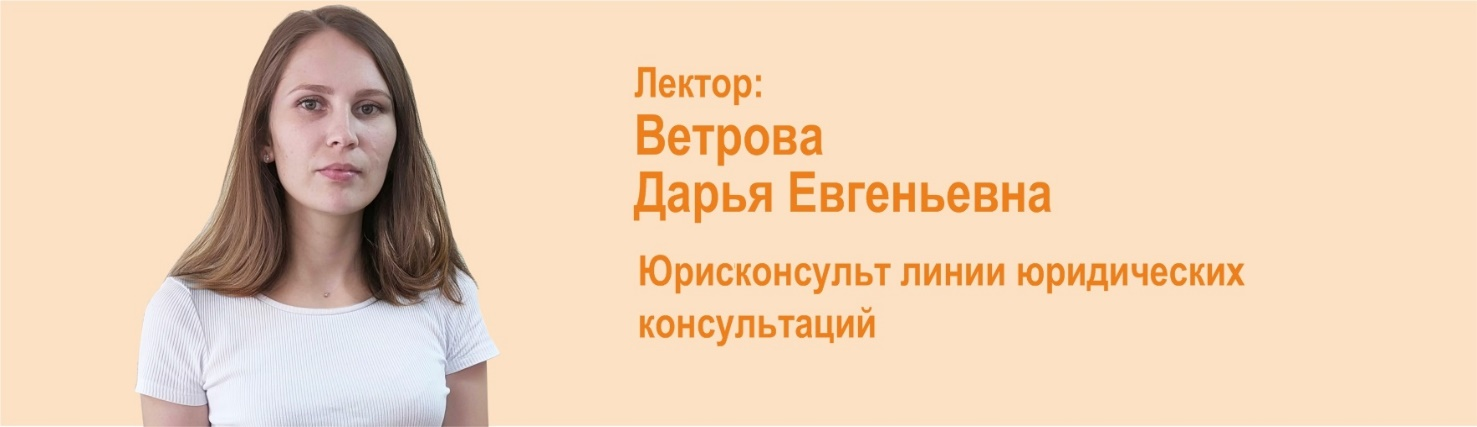 Лектор:
Ветрова
Дарья Евгеньевна
Юрисконсульт линии юридических
консультаций